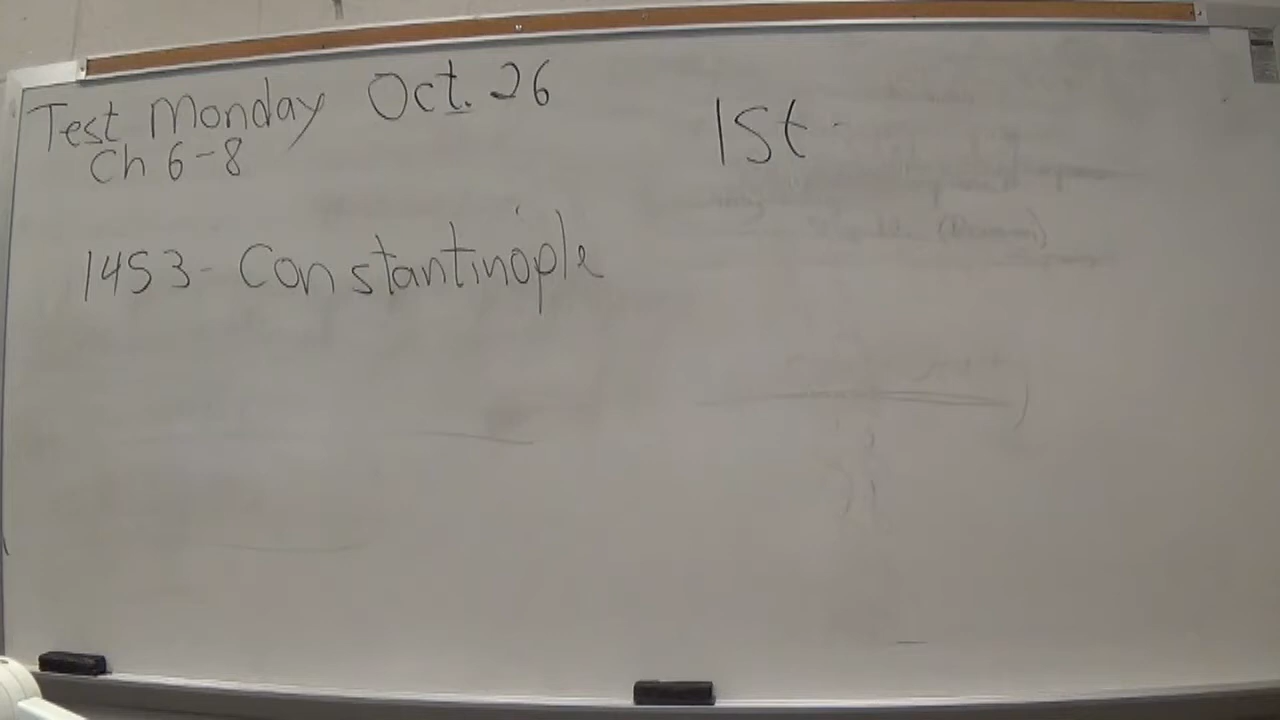 Test Monday Oct. 26
Ch 6-8
1453- Constantinople
1St -